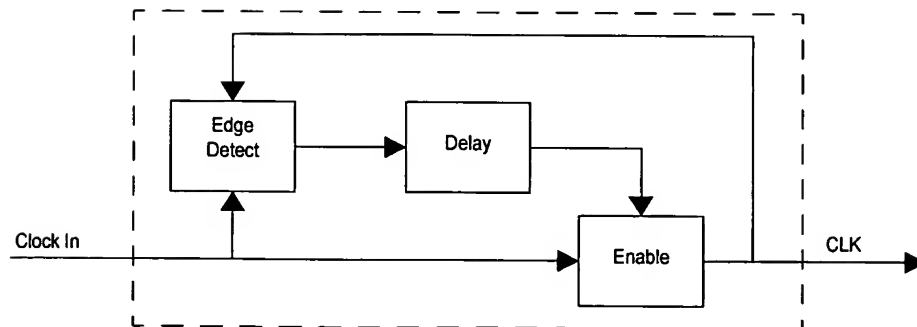 Edge
Detect
Delay
Clock In
Enable
CLK